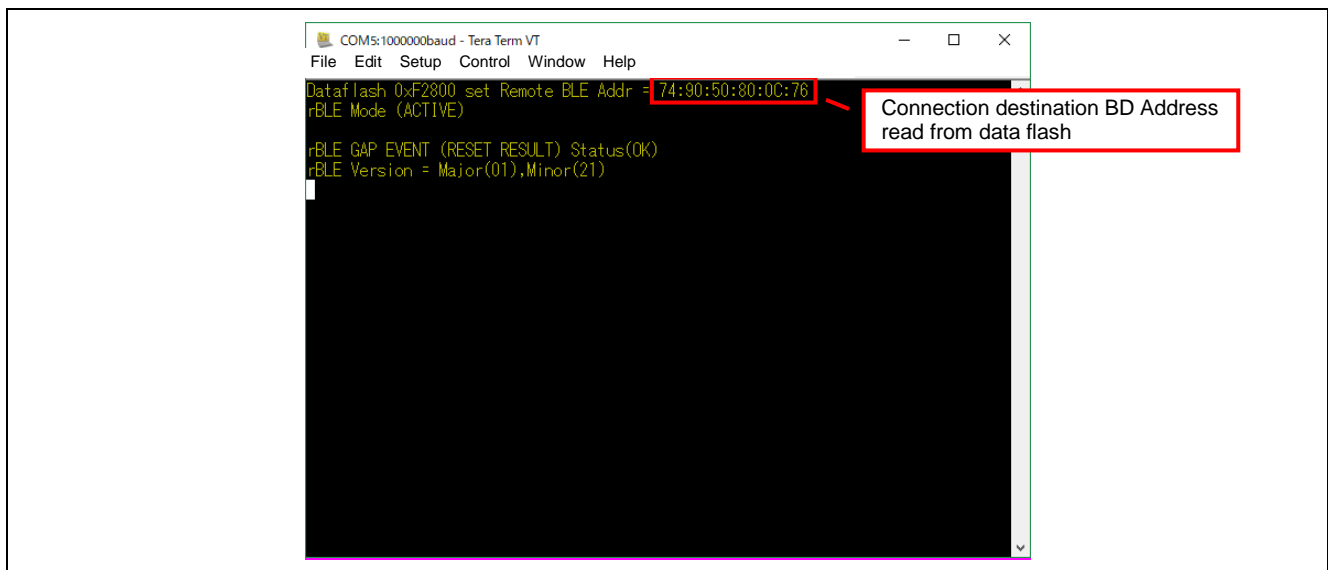 COM5:1000000baud - Tera Term VT
File Edit Setup Control Window Help
Dataflash 0xF2800 set Remote BLE Addr = 74:90:50:80:0C:76
rBLE Mode (ACTIVE)
rBLE GAP EVENT (RESET RESULT) Status(OK)
rBLE Version = Major(01),Minor(21)
Connection destination BD Address
read from data flash